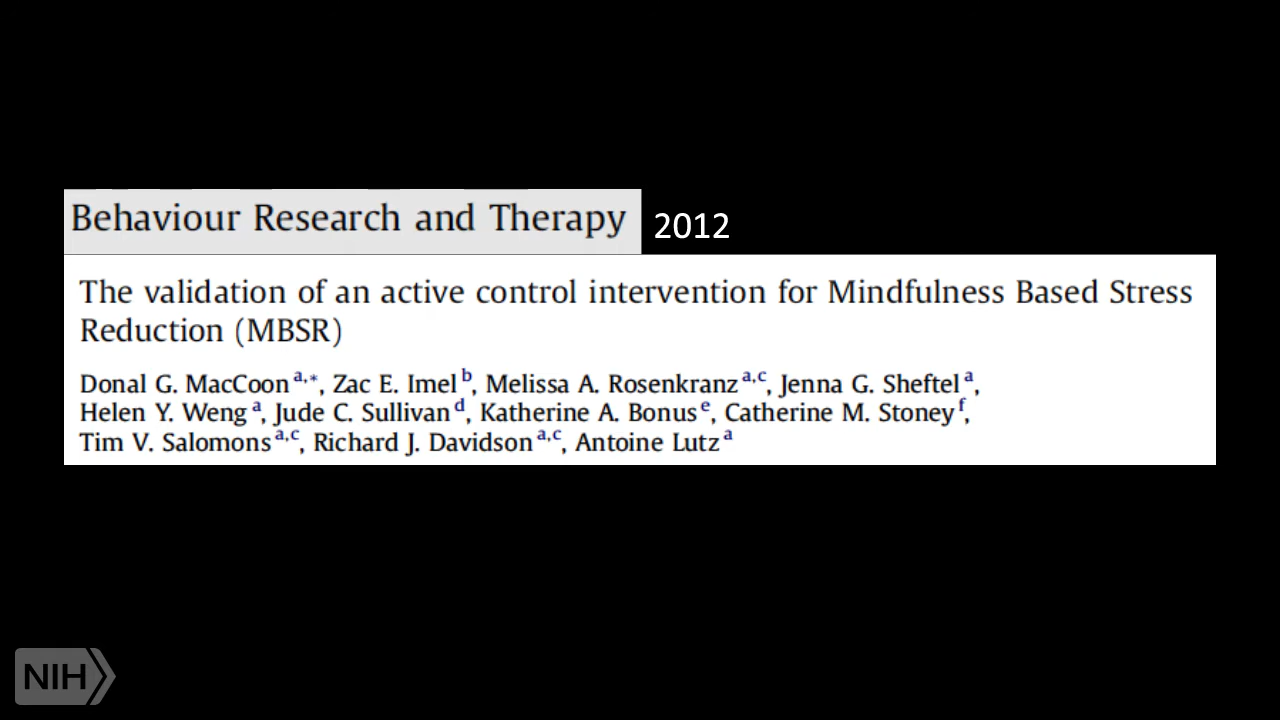 Behaviour Research and Therapy 2012
The validation of an active control intervention for Mindfulness Based Stress
Reduction (MBSR)
Donal G. MacCoon a,*, Zac E. Imel b, Melissa A. Rosenkranz a,c, Jenna G. Sheftel a,
Helen Y. Weng a, Jude C. Sullivan d, Katherine A. Bonus e, Catherine M. Stoney f,
Tim V. Salomons a,c, Richard J. Davidson a,c, Antoine Lutz a
NIH